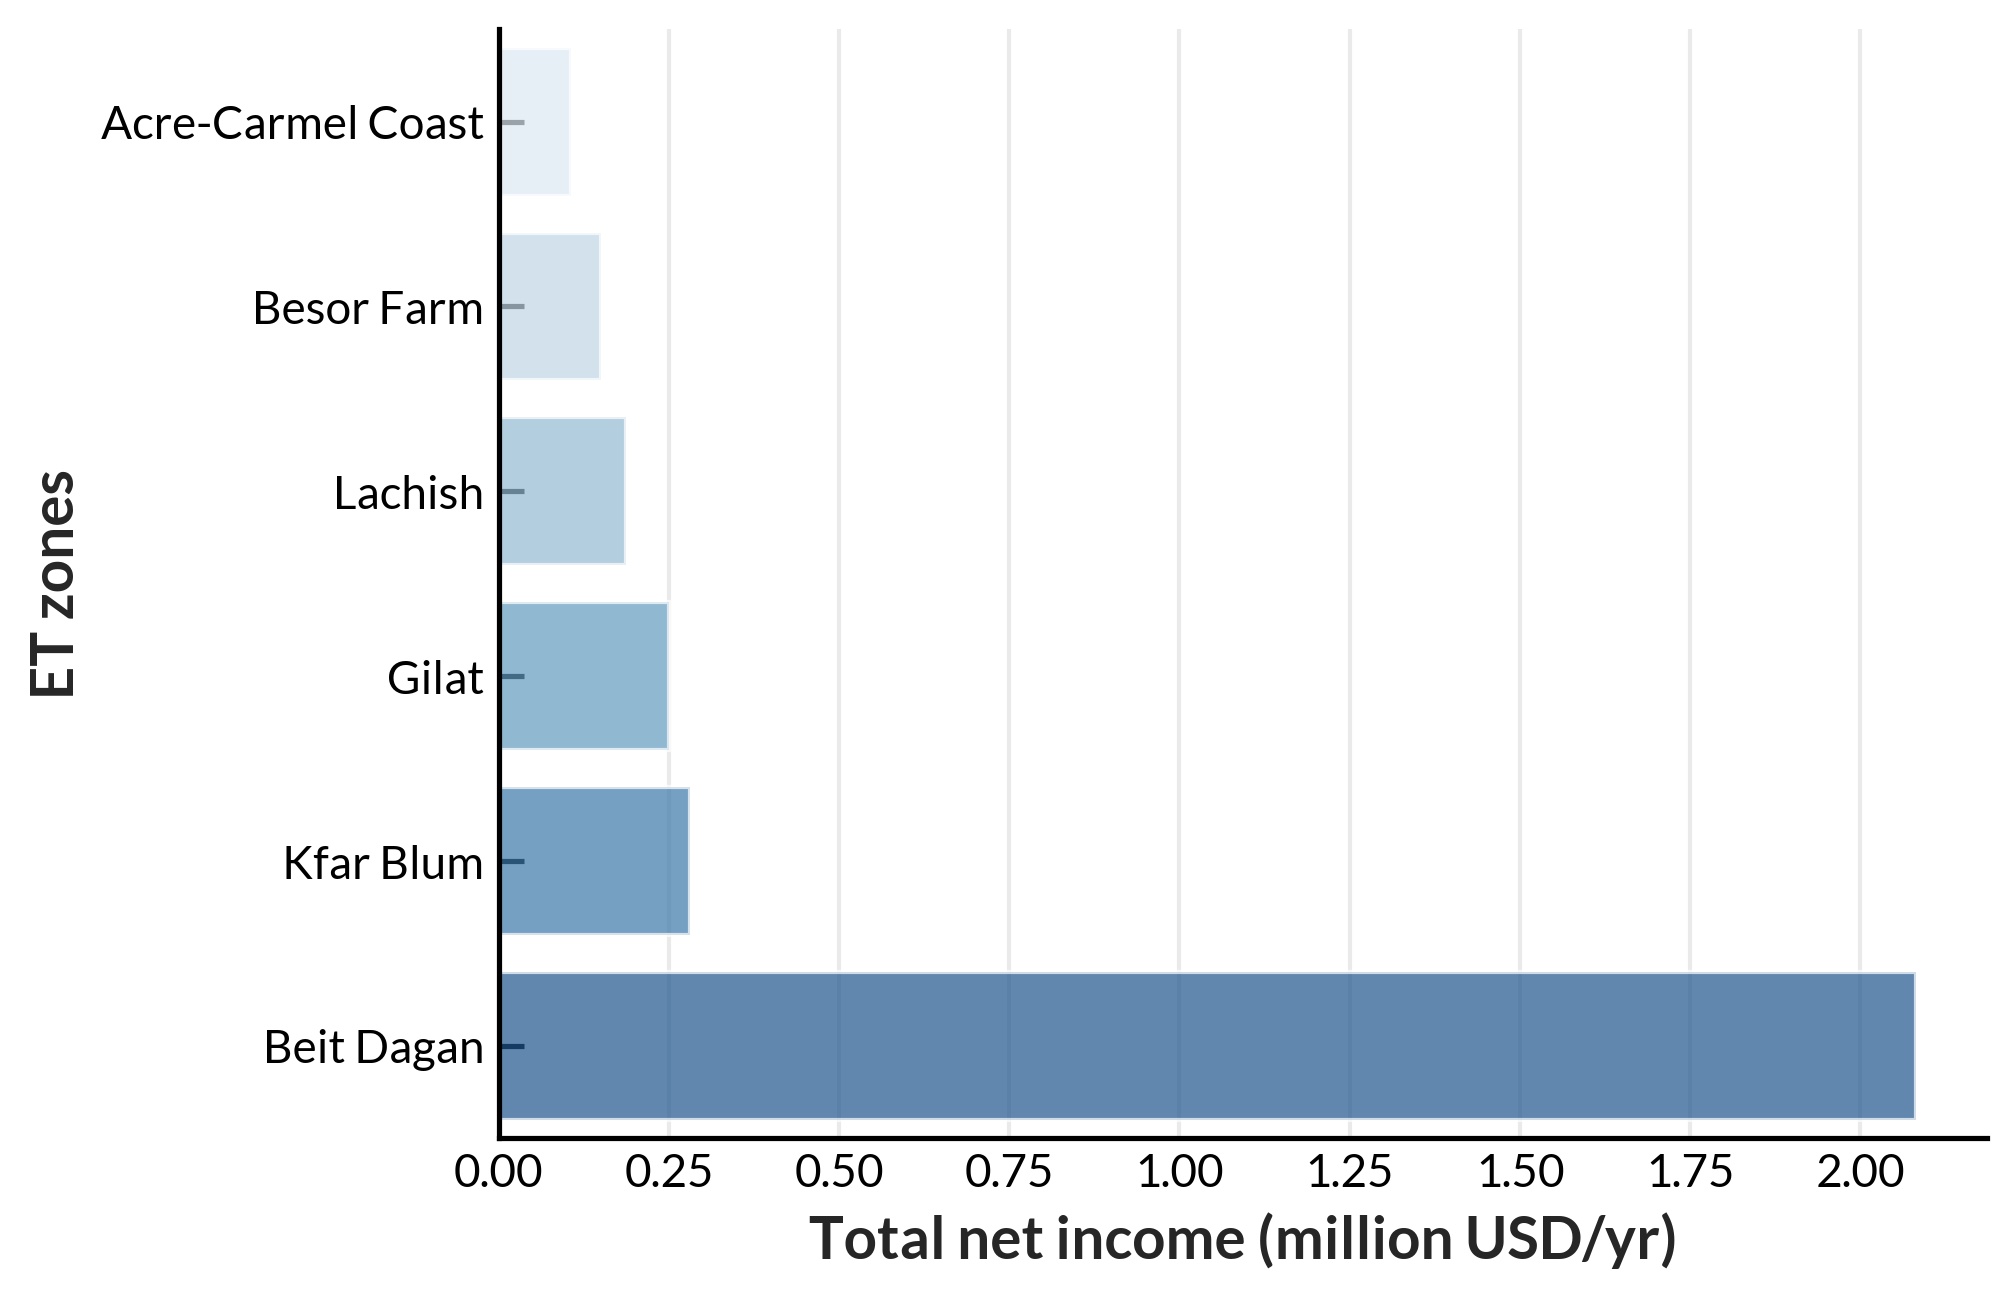 Acre-Carmel Coast
Besor Farm
Lachish
Gilat
Kfar Blum
Beit Dagan
ET zones
0.00 0.25 0.50 0.75 1.00 1.25 1.50 1.75 2.00
Total net income (million USD/yr)